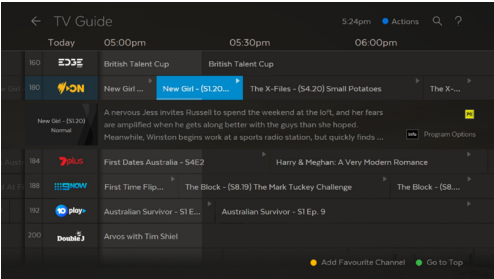 ← TV Guide 5:24pm Actions ?
Today 05:00pm 05:30pm 06:00pm
160 EDGE British Talent Cup British Talent Cup
180 ON New Girl ... New Girl - (S1.20... The X-Files - (S4.20) Small Potatoes The X-...
New Girl - (S1.20) Normal
A nervous Jess invites Russell to spend the weekend at the loft, and her fears
are amplified when he gets along better with the guys than she hoped.
Meanwhile, Winston begins work at a sports radio station, but quickly finds ...
PG
Info Program Options
184 7plus First Dates Australia - S4E2 Harry & Meghan: A Very Modern Romance
188 9NOW First Time Flip... The Block - (S8.19) The Mark Tuckey Challenge The Block - (S8....
192 10 play Australian Survivor - S1 E... Australian Survivor - S1 Ep. 9
200 Double J Arvos with Tim Shiel
Add Favourite Channel Go to Top